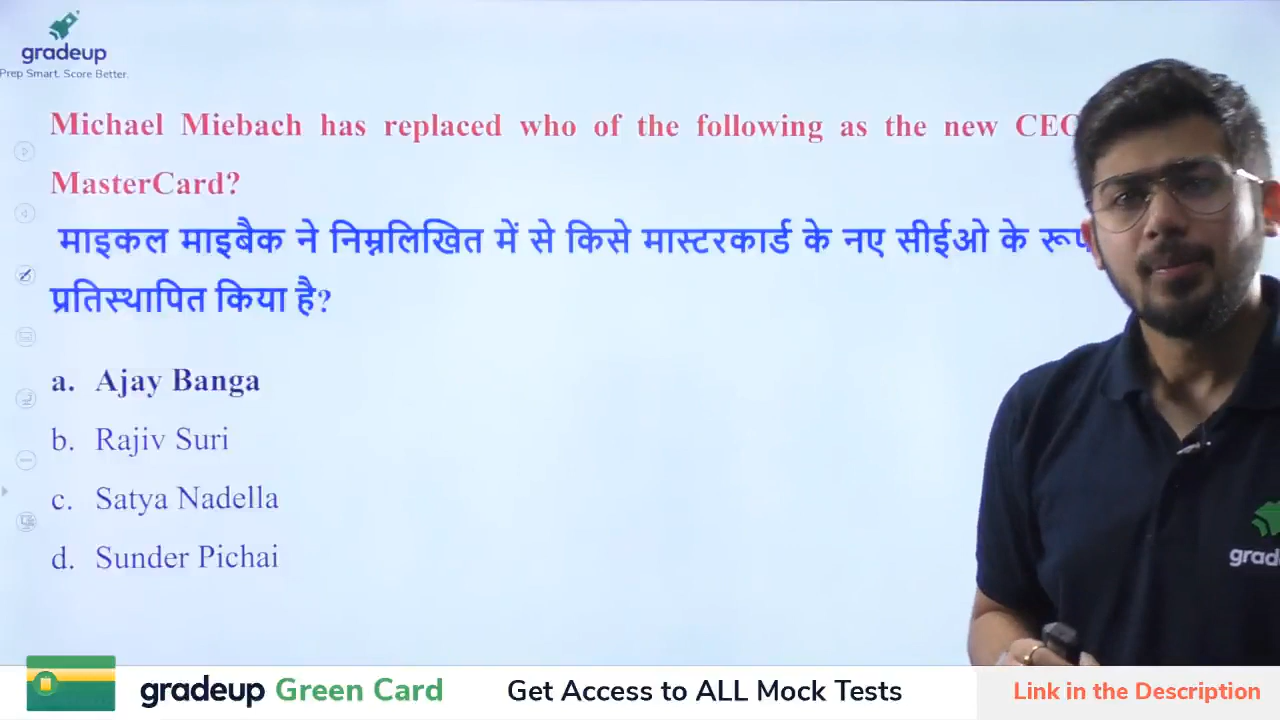 gradeup
Prep Smart. Score Better.
Michael Miebach has replaced who of the following as the new CEO
MasterCard?
माइकल माइबैक ने निम्नलिखित में से किसे मास्टरकार्ड के नए सीईओ के रूप
प्रतिस्थापित किया है?
a. Ajay Banga
b. Rajiv Suri
c. Satya Nadella
d. Sunder Pichai
grad
gradeup Green Card Get Access to ALL Mock Tests Link in the Description